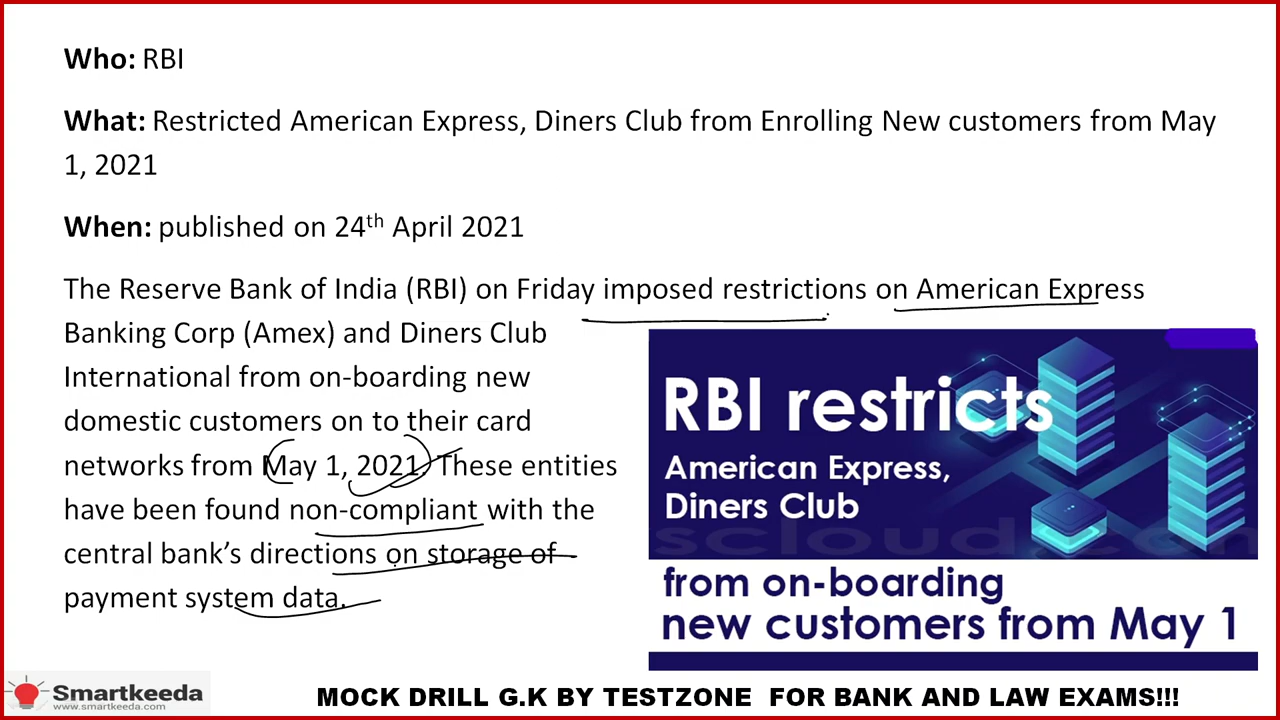 Who: RBI
What: Restricted American Express, Diners Club from Enrolling New customers from May
1, 2021
When: published on 24th April 2021
The Reserve Bank of India (RBI) on Friday imposed restrictions on American Express
Banking Corp (Amex) and Diners Club
International from on-boarding new
domestic customers on to their card
networks from May 1, 2021. These entities
have been found non-compliant with the
central bank's directions on storage of
payment system data.
RBI restricts
American Express,
Diners Club
from on-boarding
new customers from May 1
Smartkeeda
www.smartkeeda.com
MOCK DRILL G.K BY TESTZONE FOR BANK AND LAW EXAMS!!!